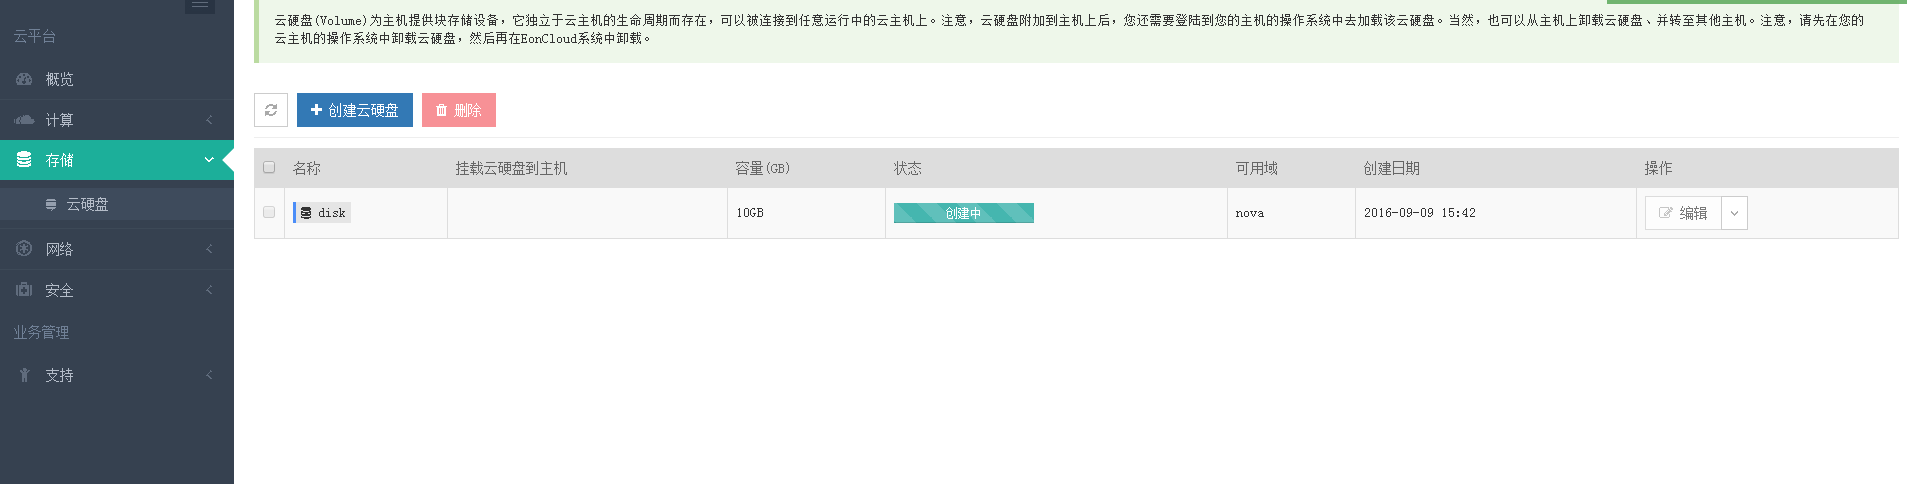 云硬盘(Volume)为主机提供块存储设备，它独立于云主机的生命周期而存在，可以被连接到任意运行中的云主机上。注意，云硬盘附加到主机上后，您还需要登陆到您的主机的操作系统中去加载该云硬盘。当然，也可以从主机上卸载云硬盘、并转至其他主机。注意，请先在您的
云主机的操作系统中卸载云硬盘，然后再在EonCloud系统中卸载。
云平台
概览
计算
存储
云硬盘
网络
安全
业务管理
支持
创建云硬盘 删除
名称 挂载云硬盘到主机 容量(GB) 状态 可用域 创建日期 操作
disk 10GB 创建中 nova 2016-09-09 15:42 编辑